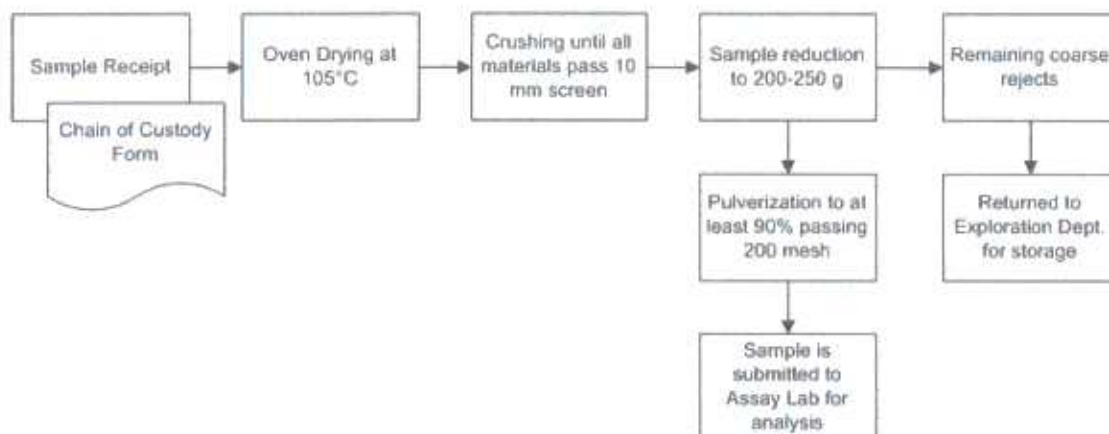 Sample Receipt
Chain of Custody
Form
Oven Drying at
105°C
Crushing until all
materials pass 10
mm screen
Sample reduction
to 200-250 g
Remaining coarse
rejects
Pulverization to at
least 90% passing
200 mesh
Returned to
Exploration Dept.
for storage
Sample is
submitted to
Assay Lab for
analysis